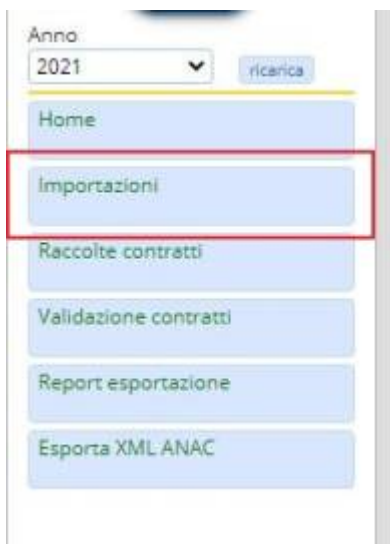 Anno
2021 ricarica
Home
Importazioni
Raccolte contratti
Validazione contratti
Report esportazione
Esporta XML ANAC